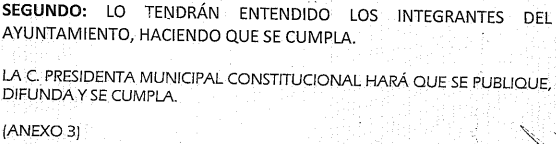 SEGUNDO: LO TENDRÁN ENTENDIDO LOS INTEGRANTES DEL
AYUNTAMIENTO, HACIENDO QUE SE CUMPLA.
LA C. PRESIDENTA MUNICIPAL CONSTITUCIONAL HARÁ QUE SE PUBLIQUE,
DIFUNDA Y SE CUMPLA.
(ANEXO 3)